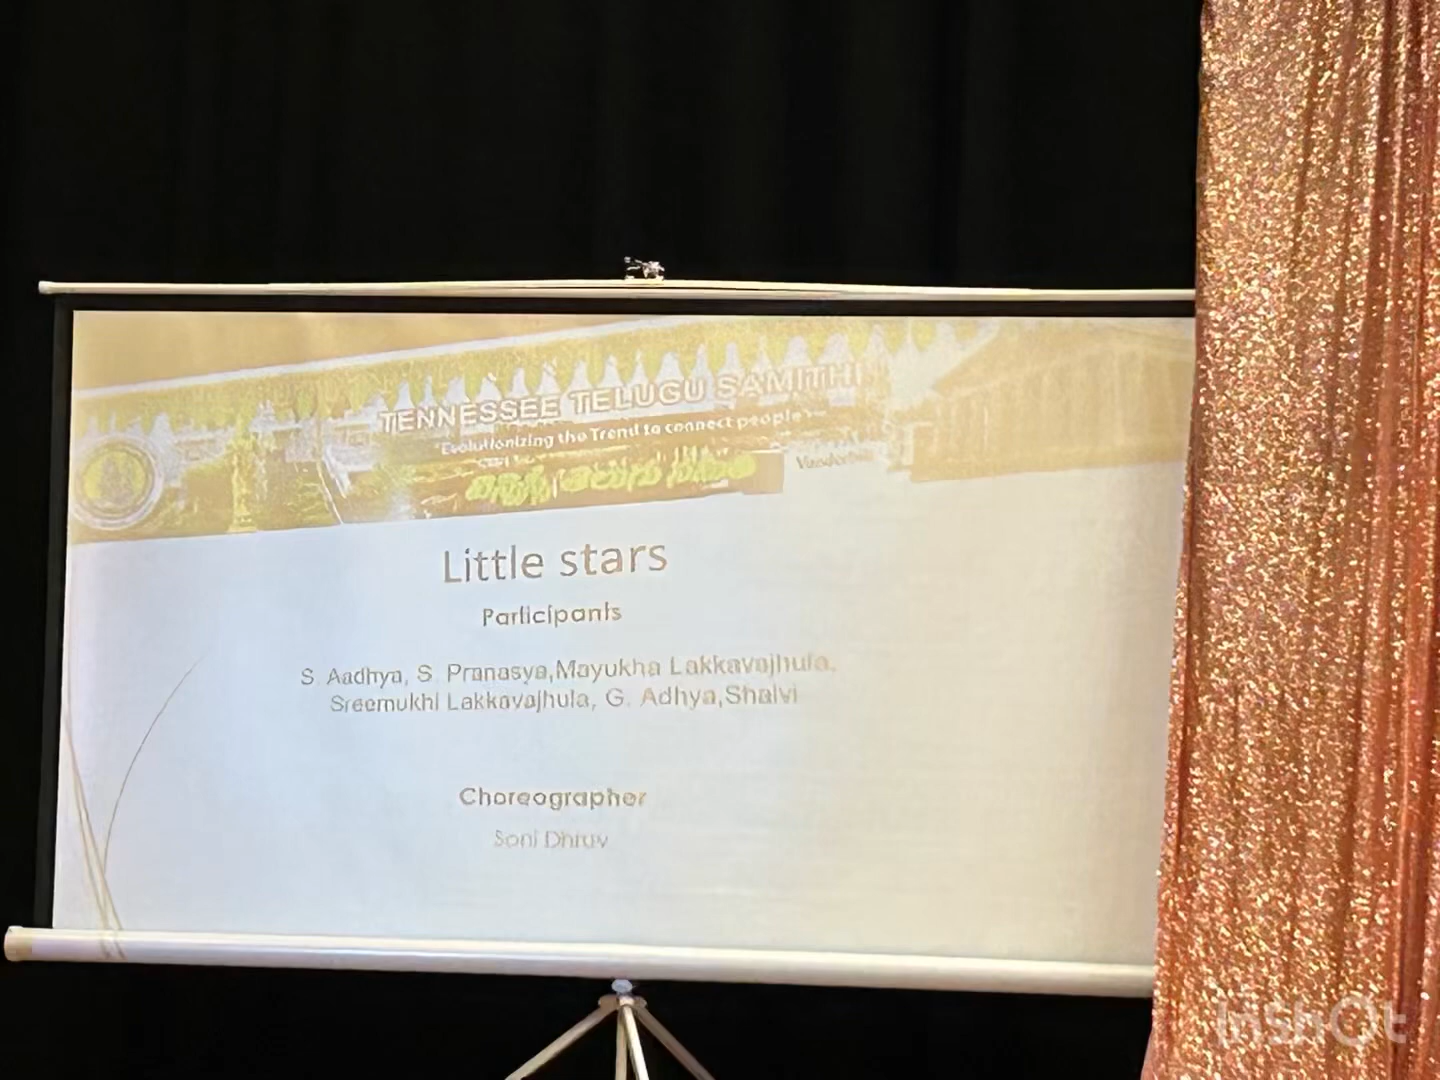 TENNESSEE TELUGU SAMITHI
"Evolutionizing the Trend to connect people"
Vanderbilt
Little stars
Participants
S. Aadhya, S. Pranasya,Mayukha Lakkavajhula,
Sreemukhi Lakkavajhula, G. Adhya,Shalvi
Choreographer
Soni Dhruv
InShOt